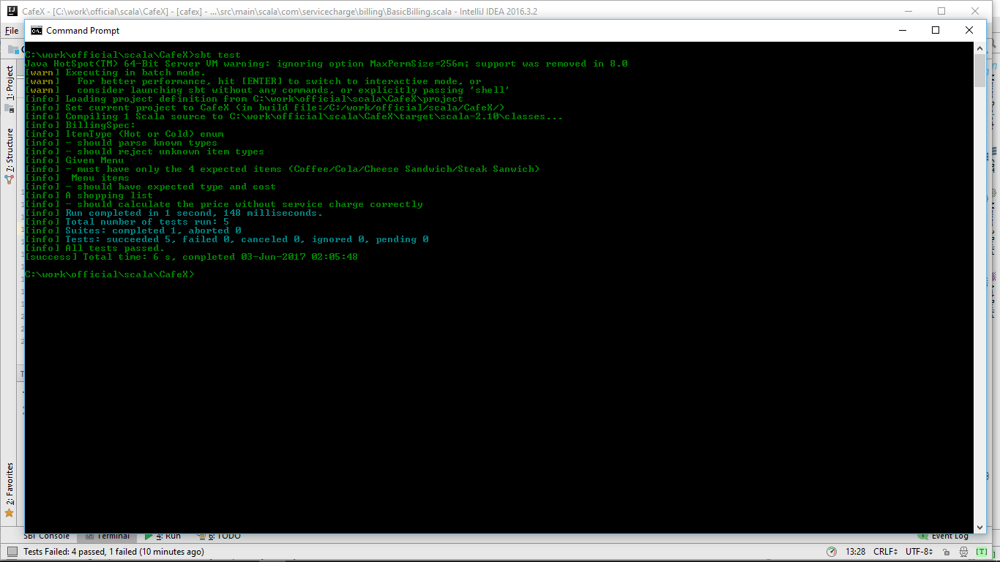 CafeX - [C:\work\official\scala\CafeX] - [cafex] - ...\src\main\scala\com\servicecharge\billing\BasicBilling.scala - IntelliJ IDEA 2016.3.2
File
Command Prompt
1: Project
7: Structure
2: Favorites
C:\work\official\scala\CafeX>sbt test
Java HotSpot(TM) 64-Bit Server VM warning: ignoring option MaxPermSize=256m; support was removed in 8.0
[warn] Executing in batch mode.
[warn]   For better performance, hit [ENTER] to switch to interactive mode, or
[warn]   consider launching sbt without any commands, or explicitly passing 'shell'
[info] Loading project definition from C:\work\official\scala\CafeX\project
[info] Set current project to CafeX (in build file:/C:/work/official/scala/CafeX/)
[info] Compiling 1 Scala source to C:\work\official\scala\CafeX\target\scala-2.10\classes...
[info] BillingSpec:
[info] ItemType (Hot or Cold) enum
[info] - should parse known types
[info] - should reject unknown item types
[info] Given Menu
[info] - must have only the 4 expected items (Coffee/Cola/Cheese Sandwich/Steak Sanwich)
[info]  Menu items
[info] - should have expected type and cost
[info] A shopping list
[info] - should calculate the price without service charge correctly
[info] Run completed in 1 second, 148 milliseconds.
[info] Total number of tests run: 5
[info] Suites: completed 1, aborted 0
[info] Tests: succeeded 5, failed 0, canceled 0, ignored 0, pending 0
[info] All tests passed.
[success] Total time: 6 s, completed 03-Jun-2017 02:05:48
C:\work\official\scala\CafeX>
SBT Console Terminal 4: Run 6: TODO Event Log
Tests Failed: 4 passed, 1 failed (10 minutes ago) 13:28 CRLF UTF-8 [T]